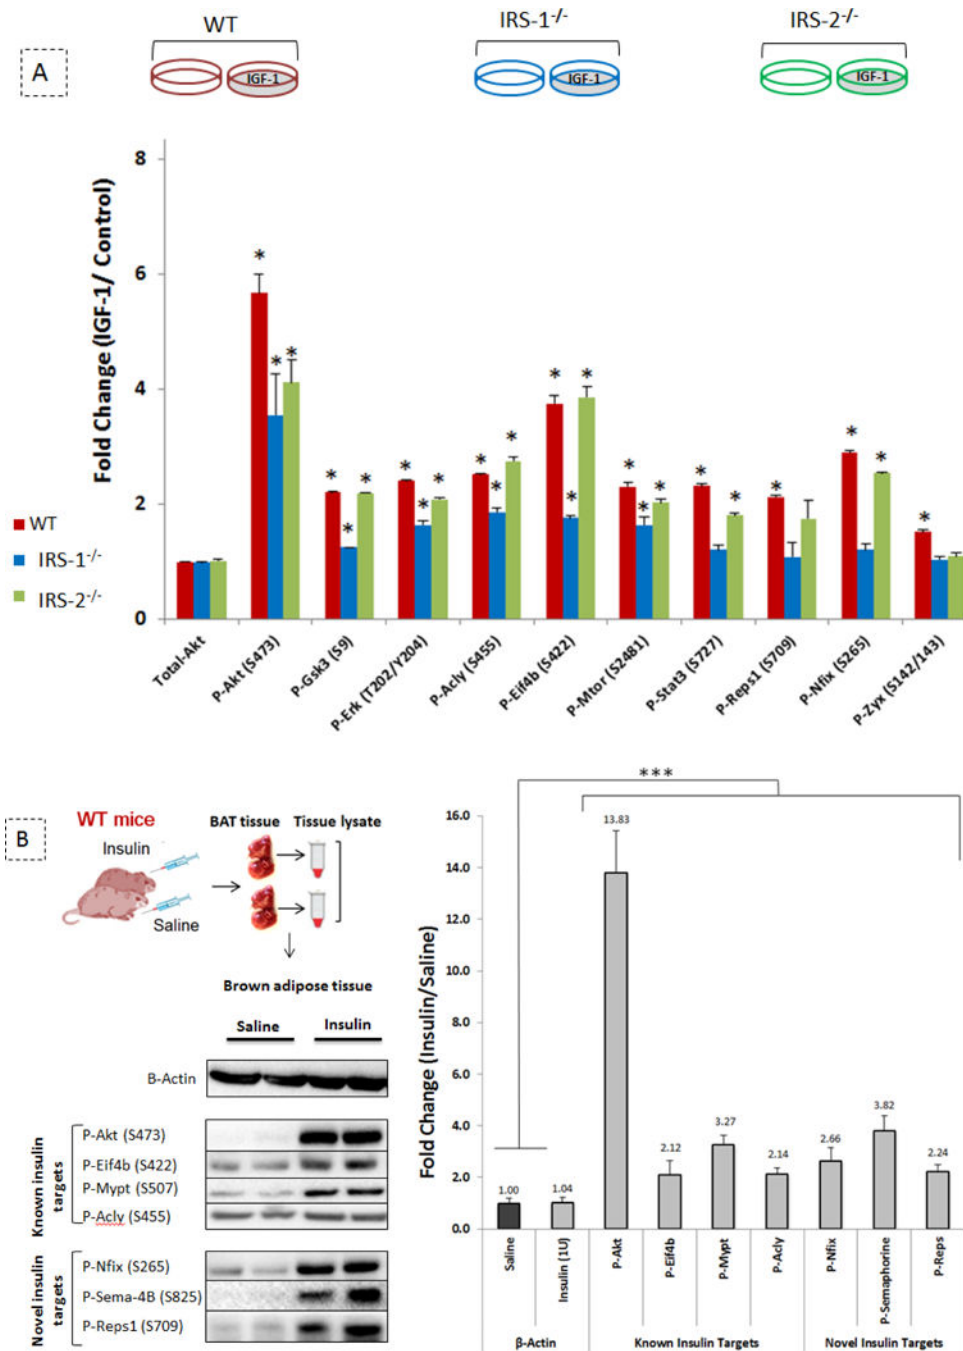 A
WT
IRS-1-/-
IRS-2-/-
IGF-1
IGF-1
IGF-1
Fold Change (IGF-1/ Control)
8
6
4
2
0
* * * * * * * * * * * * * * * * * * * * * * * * *
WT
IRS-1-/-
IRS-2-/-
Total-Akt
P-Akt (S473)
P-Gsk3 (S9)
P-Erk (T202/Y204)
P-Acly (S455)
P-Eif4b (S422)
P-Mtor (S2481)
P-Stat3 (S727)
P-Reps1 (S709)
P-Nfix (S265)
P-Zyx (S142/143)
B
WT mice
Insulin
Saline
BAT tissue
Tissue lysate
Brown adipose tissue
Saline
Insulin
B-Actin
Known insulin targets
P-Akt (S473)
P-Eif4b (S422)
P-Mypt (S507)
P-Acly (S455)
Novel insulin targets
P-Nfix (S265)
P-Sema-4B (S825)
P-Reps1 (S709)
***
Fold Change (Insulin/Saline)
16.0
14.0
12.0
10.0
8.0
6.0
4.0
2.0
0.0
1.00
1.04
13.83
2.12
3.27
2.14
2.66
3.82
2.24
Saline
Insulin (1U)
P-Akt
P-Eif4b
P-Mypt
P-Acly
P-Nfix
P-Semaphorine
P-Reps
β-Actin
Known Insulin Targets
Novel Insulin Targets